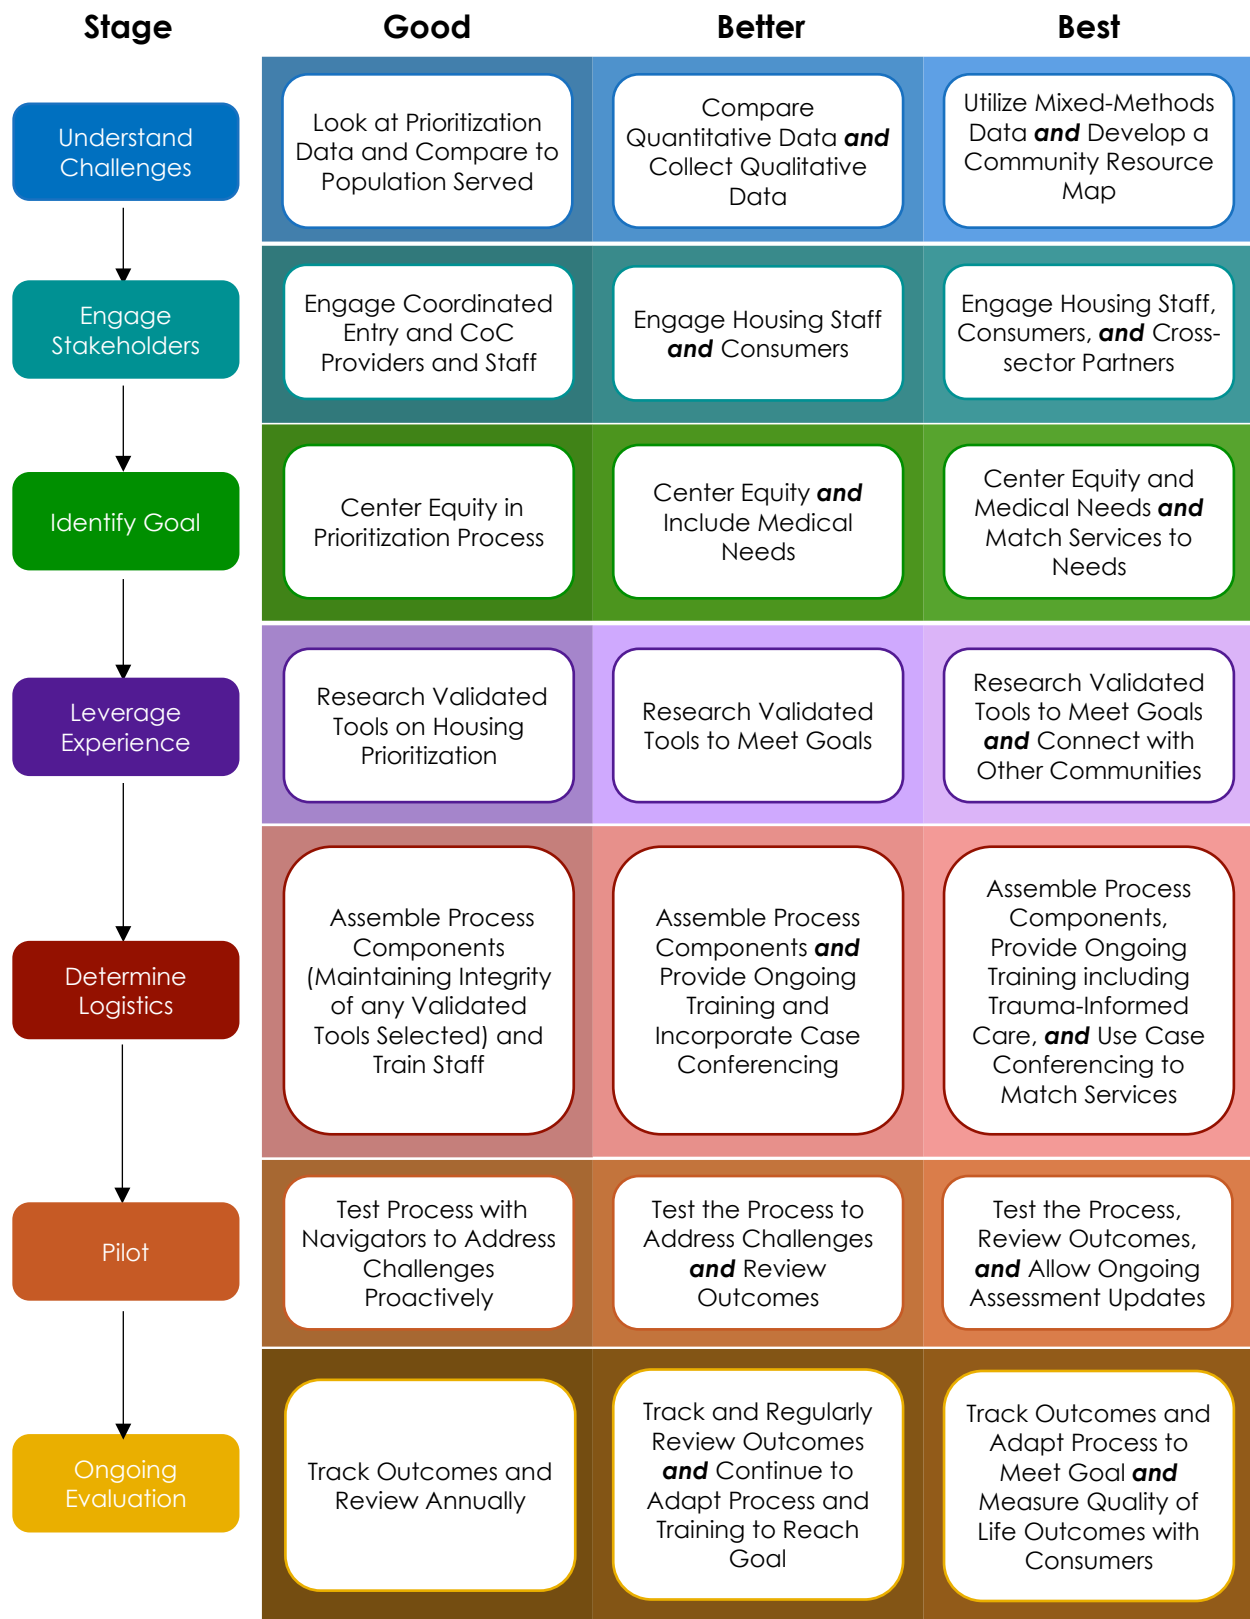 Stage
Good
Better
Best
Understand
Challenges
Look at Prioritization
Data and Compare to
Population Served
Compare
Quantitative Data and
Collect Qualitative
Data
Utilize Mixed-Methods
Data and Develop a
Community Resource
Map
Engage
Stakeholders
Engage Coordinated
Entry and CoC
Providers and Staff
Engage Housing Staff
and Consumers
Engage Housing Staff,
Consumers, and Cross-
sector Partners
Identify Goal
Center Equity in
Prioritization Process
Center Equity and
Include Medical
Needs
Center Equity and
Medical Needs and
Match Services to
Needs
Leverage
Experience
Research Validated
Tools on Housing
Prioritization
Research Validated
Tools to Meet Goals
Research Validated
Tools to Meet Goals
and Connect with
Other Communities
Determine
Logistics
Assemble Process
Components
(Maintaining Integrity
of any Validated
Tools Selected) and
Train Staff
Assemble Process
Components and
Provide Ongoing
Training and
Incorporate Case
Conferencing
Assemble Process
Components,
Provide Ongoing
Training including
Trauma-Informed
Care, and Use Case
Conferencing to
Match Services
Pilot
Test Process with
Navigators to Address
Challenges
Proactively
Test the Process to
Address Challenges
and Review
Outcomes
Test the Process,
Review Outcomes,
and Allow Ongoing
Assessment Updates
Ongoing
Evaluation
Track Outcomes and
Review Annually
Track and Regularly
Review Outcomes
and Continue to
Adapt Process and
Training to Reach
Goal
Track Outcomes and
Adapt Process to
Meet Goal and
Measure Quality of
Life Outcomes with
Consumers